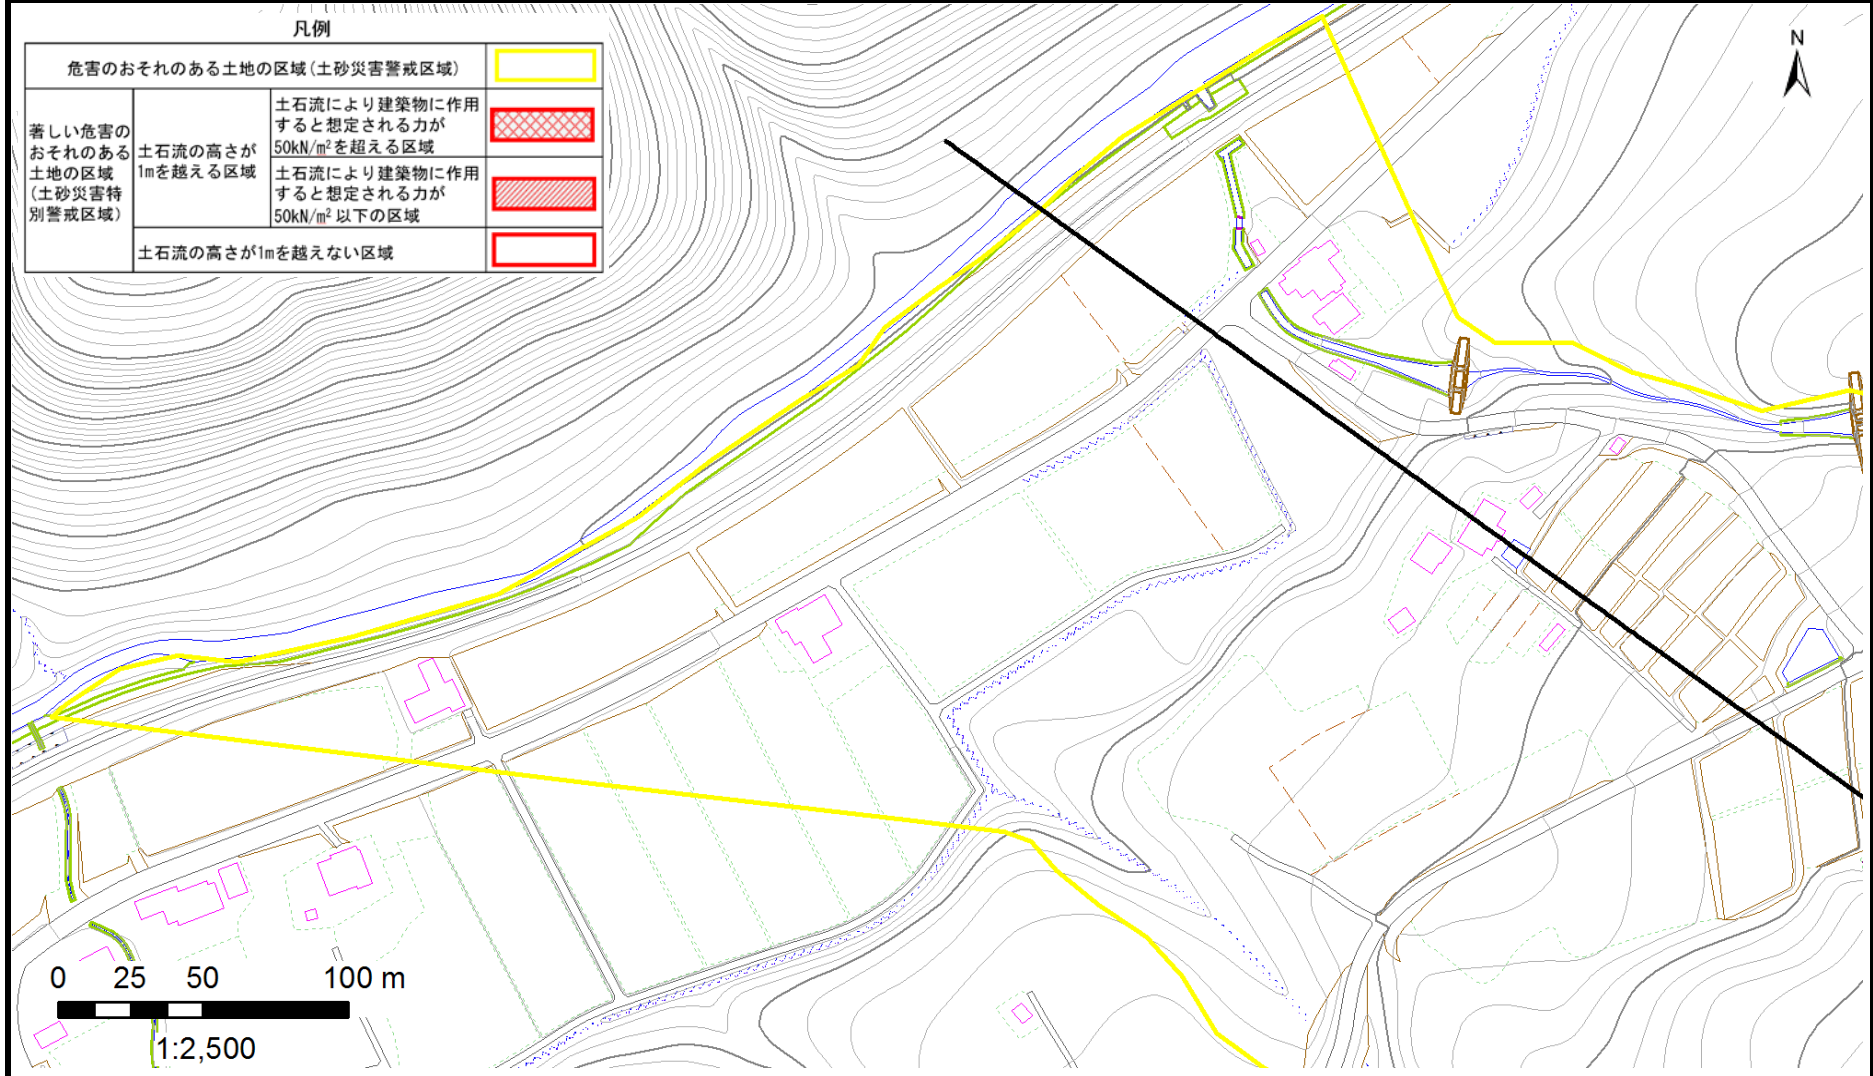 凡例
危害のおそれのある土地の区域(土砂災害警戒区域)
著しい危害の
おそれのある
土地の区域
(土砂災害特
別警戒区域)
土石流の高さが
1mを越える区域
土石流により建築物に作用
すると想定される力が
50kN/m²を超える区域
土石流により建築物に作用
すると想定される力が
50kN/m² 以下の区域
土石流の高さが1mを越えない区域
N
0 25 50 100 m
1:2,500